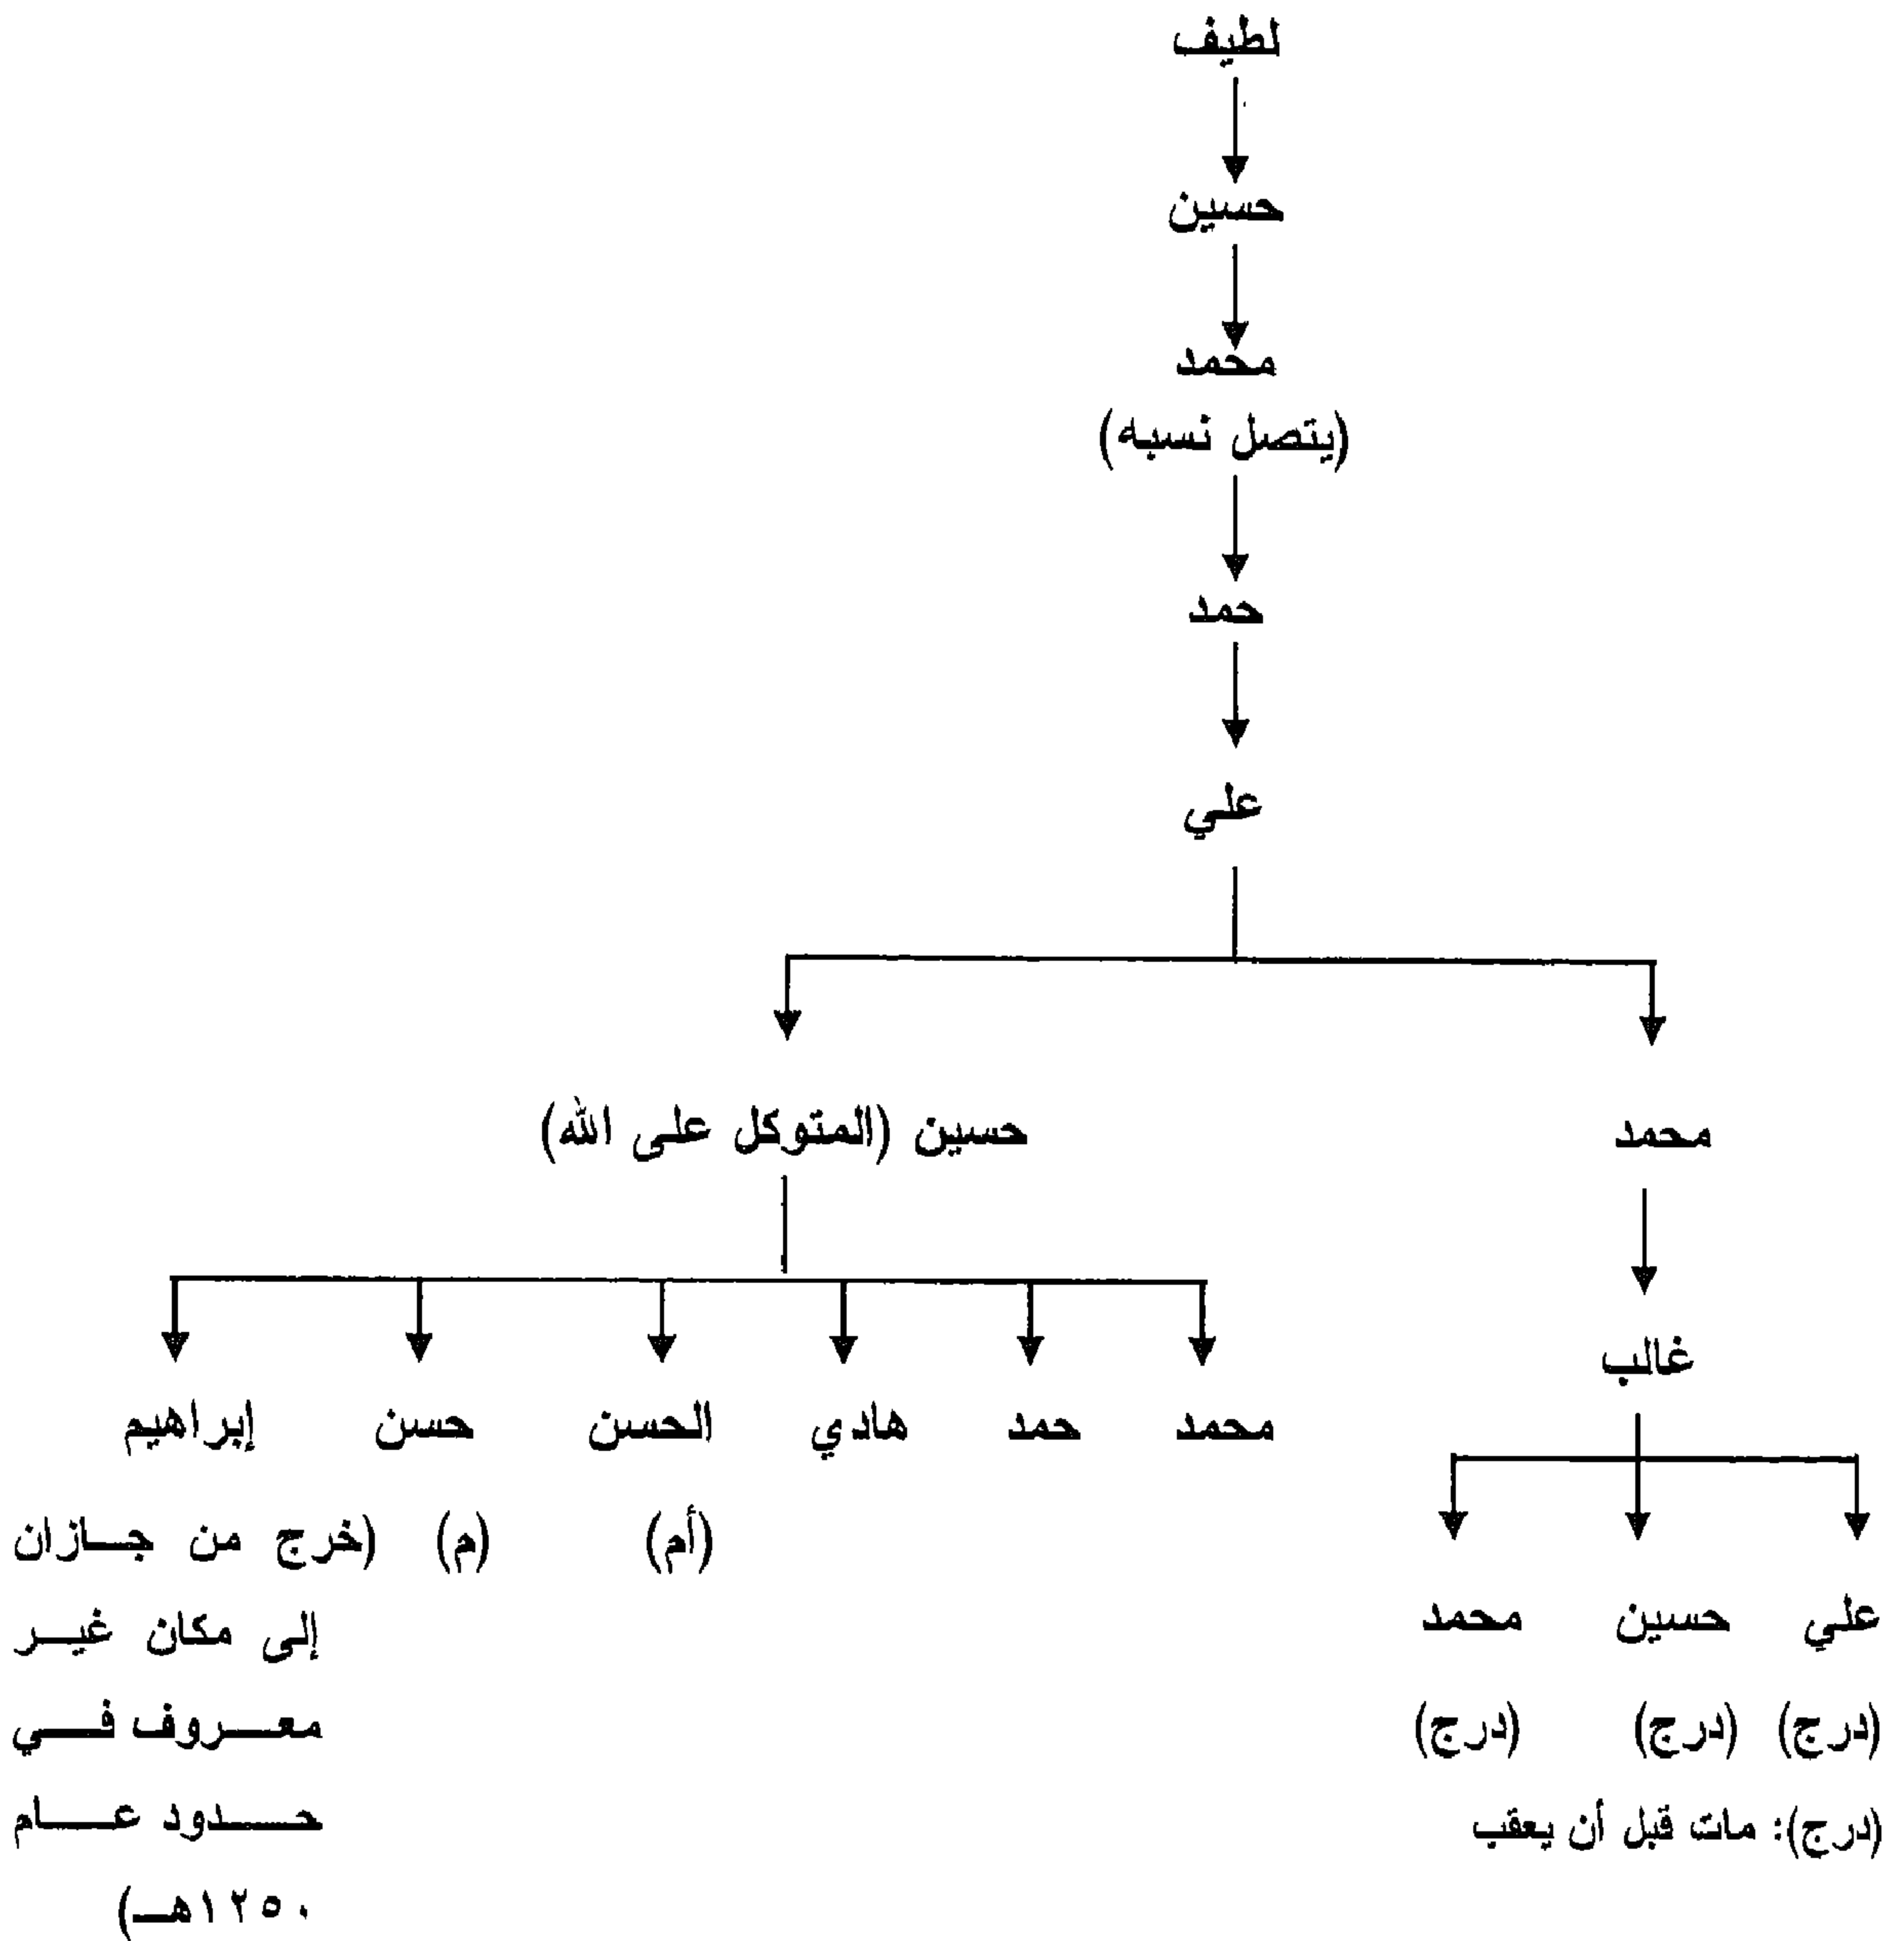 لطيف
حسين
محمد
(يتصل نسبه)
حمد
علي
محمد
حسين (المتوكل على الله)
غالب
محمد حمد هادي الحسن حسن إبراهيم
(أم) (م) (خرج من جازان
إلى مكان غير
معروف في
حدود عام
١٢٥٠هـ)
علي حسين محمد
(درج) (درج) (درج)
(درج): مات قبل أن يعقب